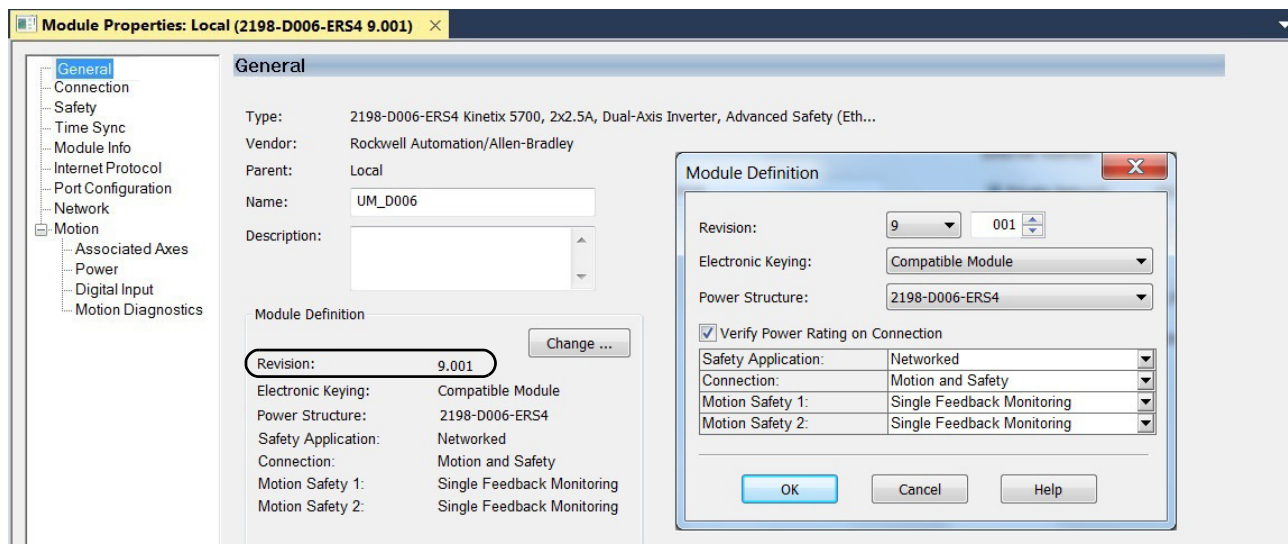 Module Properties: Local (2198-D006-ERS4 9.001)
General
Connection
Safety
Time Sync
Module Info
Internet Protocol
Port Configuration
Network
Motion
Associated Axes
Power
Digital Input
Motion Diagnostics
General
Type: 2198-D006-ERS4 Kinetix 5700, 2x2.5A, Dual-Axis Inverter, Advanced Safety (Eth...
Vendor: Rockwell Automation/Allen-Bradley
Parent: Local
Name: UM_D006
Description:
Module Definition
Change ...
Revision: 9.001
Electronic Keying: Compatible Module
Power Structure: 2198-D006-ERS4
Safety Application: Networked
Connection: Motion and Safety
Motion Safety 1: Single Feedback Monitoring
Motion Safety 2: Single Feedback Monitoring
Module Definition
Revision: 9 001
Electronic Keying: Compatible Module
Power Structure: 2198-D006-ERS4
Verify Power Rating on Connection
Safety Application: Networked
Connection: Motion and Safety
Motion Safety 1: Single Feedback Monitoring
Motion Safety 2: Single Feedback Monitoring
OK Cancel Help